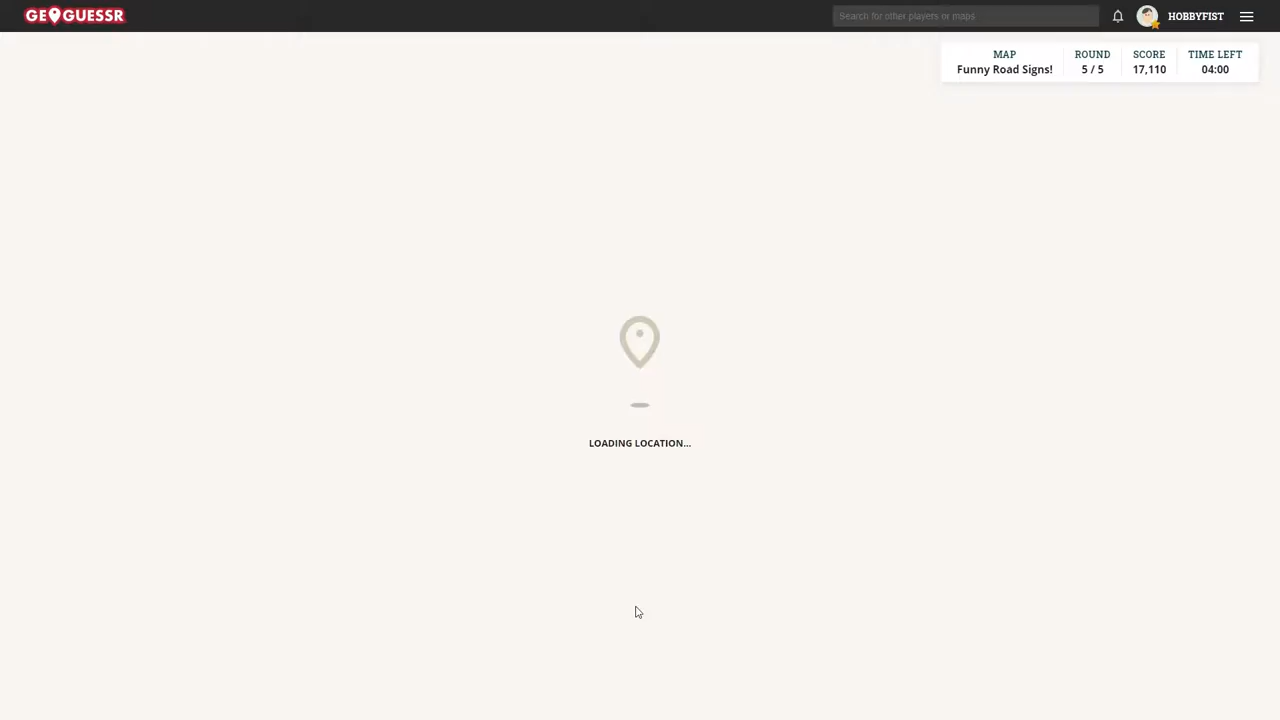 GEOGUESSR
Search for other players or maps
HOBBYFIST
MAP ROUND SCORE TIME LEFT
Funny Road Signs! 5 / 5 17,110 04:00
LOADING LOCATION...